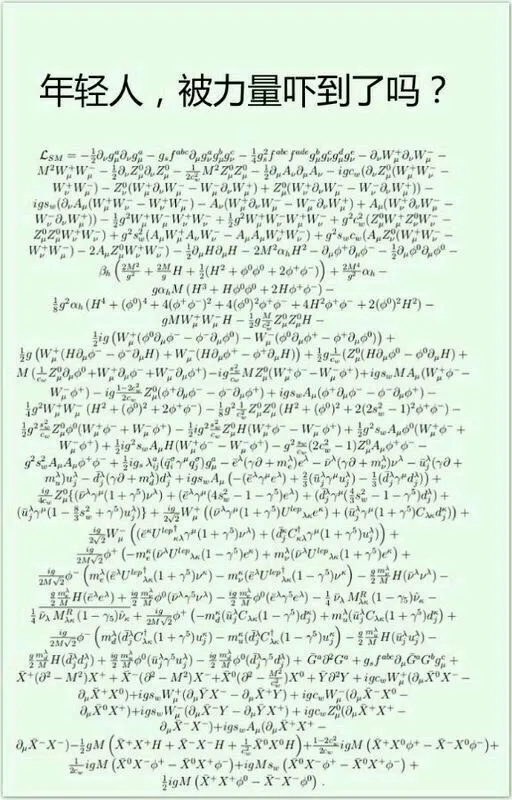 年轻人，被力量吓到了吗？
\mathcal{L}_{SM} = -\frac{1}{2}\partial_\nu g^a_\mu \partial_\nu g^a_\mu - g_s f^{abc}\partial_\mu g^a_\nu g^b_\mu g^c_\nu - \frac{1}{4}g^2_s f^{abc}f^{ade}g^b_\mu g^c_\nu g^d_\mu g^e_\nu - \partial_\nu W^+_\mu \partial_\nu W^-_\mu -
M^2 W^+_\mu W^-_\mu - \frac{1}{2}\partial_\nu Z^0_\mu \partial_\nu Z^0_\mu - \frac{1}{2c^2_w}M^2 Z^0_\mu Z^0_\mu - \frac{1}{2}\partial_\mu A_\nu \partial_\mu A_\nu - igc_w(\partial_\nu Z^0_\mu(W^+_\mu W^-_\nu -
W^+_\nu W^-_\mu) - Z^0_\nu(W^+_\mu \partial_\nu W^-_\mu - W^-_\mu \partial_\nu W^+_\mu) + Z^0_\mu(W^+_\nu \partial_\nu W^-_\mu - W^-_\nu \partial_\nu W^+_\mu)) -
igs_w(\partial_\nu A_\mu(W^+_\mu W^-_\nu - W^+_\nu W^-_\mu) - A_\nu(W^+_\mu \partial_\nu W^-_\mu - W^-_\mu \partial_\nu W^+_\mu) + A_\mu(W^+_\nu \partial_\nu W^-_\mu -
W^-_\nu \partial_\nu W^+_\mu)) - \frac{1}{2}g^2 W^+_\mu W^-_\mu W^+_\nu W^-_\nu + \frac{1}{2}g^2 W^+_\mu W^-_\nu W^+_\mu W^-_\nu + g^2 c^2_w(Z^0_\mu W^+_\mu Z^0_\nu W^-_\nu -
Z^0_\mu Z^0_\mu W^+_\nu W^-_\nu) + g^2 s^2_w(A_\mu W^+_\mu A_\nu W^-_\nu - A_\mu A_\mu W^+_\nu W^-_\nu) + g^2 s_w c_w(A_\mu Z^0_\nu(W^+_\mu W^-_\nu -
W^+_\nu W^-_\mu) - 2A_\mu Z^0_\mu W^+_\nu W^-_\nu) - \frac{1}{2}\partial_\mu H \partial_\mu H - 2M^2 \alpha_h H^2 - \partial_\mu \phi^+ \partial_\mu \phi^- - \frac{1}{2}\partial_\mu \phi^0 \partial_\mu \phi^0 -
\beta_h \left(\frac{2M^2}{g^2} + \frac{2M}{g}H + \frac{1}{2}(H^2 + \phi^0\phi^0 + 2\phi^+\phi^-)\right) + \frac{2M^4}{g^2}\alpha_h -
g\alpha_h M (H^3 + H\phi^0\phi^0 + 2H\phi^+\phi^-) -
\frac{1}{8}g^2\alpha_h (H^4 + (\phi^0)^4 + 4(\phi^+\phi^-)^2 + 4(\phi^0)^2\phi^+\phi^- + 4H^2\phi^+\phi^- + 2(\phi^0)^2H^2) -
gMW^+_\mu W^-_\mu H - \frac{1}{2}g\frac{M}{c^2_w}Z^0_\mu Z^0_\mu H -
\frac{1}{2}ig (W^+_\mu(\phi^0\partial_\mu\phi^- - \phi^-\partial_\mu\phi^0) - W^-_\mu(\phi^0\partial_\mu\phi^+ - \phi^+\partial_\mu\phi^0)) +
\frac{1}{2}g (W^+_\mu(H\partial_\mu\phi^- - \phi^-\partial_\mu H) + W^-_\mu(H\partial_\mu\phi^+ - \phi^+\partial_\mu H)) + \frac{1}{2}g\frac{1}{c_w}(Z^0_\mu(H\partial_\mu\phi^0 - \phi^0\partial_\mu H) +
M (\frac{1}{c_w}Z^0_\mu\partial_\mu\phi^0 + W^+_\mu\partial_\mu\phi^- + W^-_\mu\partial_\mu\phi^+) - ig\frac{s^2_w}{c_w}MZ^0_\mu(W^+_\mu\phi^- - W^-_\mu\phi^+) + igs_w MA_\mu(W^+_\mu\phi^- -
W^-_\mu\phi^+) - ig\frac{1-2c^2_w}{2c_w}Z^0_\mu(\phi^+\partial_\mu\phi^- - \phi^-\partial_\mu\phi^+) + igs_w A_\mu(\phi^+\partial_\mu\phi^- - \phi^-\partial_\mu\phi^+) -
\frac{1}{4}g^2W^+_\mu W^-_\mu (H^2 + (\phi^0)^2 + 2\phi^+\phi^-) - \frac{1}{8}g^2\frac{1}{c^2_w}Z^0_\mu Z^0_\mu (H^2 + (\phi^0)^2 + 2(2s^2_w - 1)^2\phi^+\phi^-) -
\frac{1}{2}g^2\frac{s^2_w}{c_w}Z^0_\mu\phi^0(W^+_\mu\phi^- + W^-_\mu\phi^+) - \frac{1}{2}ig^2\frac{s^2_w}{c_w}Z^0_\mu H(W^+_\mu\phi^- - W^-_\mu\phi^+) + \frac{1}{2}g^2s_w A_\mu\phi^0(W^+_\mu\phi^- +
W^-_\mu\phi^+) + \frac{1}{2}ig^2s_w A_\mu H(W^+_\mu\phi^- - W^-_\mu\phi^+) - g^2\frac{s_w}{c_w}(2c^2_w - 1)Z^0_\mu A_\mu\phi^+\phi^- -
g^2s^2_w A_\mu A_\mu\phi^+\phi^- + \frac{1}{2}ig_s\lambda^a_{ij}(\bar{q}^\sigma_i\gamma^\mu q^\sigma_j)g^a_\mu - \bar{e}^\lambda(\gamma\partial + m^\lambda_e)e^\lambda - \bar{\nu}^\lambda(\gamma\partial + m^\lambda_\nu)\nu^\lambda - \bar{u}^\lambda_j(\gamma\partial +
m^\lambda_u)u^\lambda_j - \bar{d}^\lambda_j(\gamma\partial + m^\lambda_d)d^\lambda_j + igs_w A_\mu (-(\bar{e}^\lambda\gamma^\mu e^\lambda) + \frac{2}{3}(\bar{u}^\lambda_j\gamma^\mu u^\lambda_j) - \frac{1}{3}(\bar{d}^\lambda_j\gamma^\mu d^\lambda_j)) +
\frac{ig}{4c_w}Z^0_\mu\{(\bar{\nu}^\lambda\gamma^\mu(1+\gamma^5)\nu^\lambda) + (\bar{e}^\lambda\gamma^\mu(4s^2_w - 1 - \gamma^5)e^\lambda) + (\bar{d}^\lambda_j\gamma^\mu(\frac{4}{3}s^2_w - 1 - \gamma^5)d^\lambda_j) +
(\bar{u}^\lambda_j\gamma^\mu(1 - \frac{8}{3}s^2_w + \gamma^5)u^\lambda_j)\} + \frac{ig}{2\sqrt{2}}W^+_\mu ((\bar{\nu}^\lambda\gamma^\mu(1+\gamma^5)U^{lep}{}_{\lambda\kappa}e^\kappa) + (\bar{u}^\lambda_j\gamma^\mu(1+\gamma^5)C_{\lambda\kappa}d^\kappa_j)) +
\frac{ig}{2\sqrt{2}}W^-_\mu ((\bar{e}^\kappa U^{lep\dagger}{}_{\kappa\lambda}\gamma^\mu(1+\gamma^5)\nu^\lambda) + (\bar{d}^\kappa_j C^\dagger_{\kappa\lambda}\gamma^\mu(1+\gamma^5)u^\lambda_j)) +
\frac{ig}{2M\sqrt{2}}\phi^+ (-m^\kappa_e(\bar{\nu}^\lambda U^{lep}{}_{\lambda\kappa}(1-\gamma^5)e^\kappa) + m^\lambda_\nu(\bar{\nu}^\lambda U^{lep}{}_{\lambda\kappa}(1+\gamma^5)e^\kappa) +
\frac{ig}{2M\sqrt{2}}\phi^- (m^\lambda_e(\bar{e}^\lambda U^{lep\dagger}{}_{\lambda\kappa}(1+\gamma^5)\nu^\kappa) - m^\kappa_\nu(\bar{e}^\lambda U^{lep\dagger}{}_{\lambda\kappa}(1-\gamma^5)\nu^\kappa) - \frac{g}{2}\frac{m^\lambda_\nu}{M}H(\bar{\nu}^\lambda\nu^\lambda) -
\frac{g}{2}\frac{m^\lambda_e}{M}H(\bar{e}^\lambda e^\lambda) + \frac{ig}{2}\frac{m^\lambda_\nu}{M}\phi^0(\bar{\nu}^\lambda\gamma^5\nu^\lambda) - \frac{ig}{2}\frac{m^\lambda_e}{M}\phi^0(\bar{e}^\lambda\gamma^5e^\lambda) - \frac{1}{4}\bar{\nu}_\lambda M^R_{\lambda\kappa}(1-\gamma_5)\hat{\nu}_\kappa -
\frac{1}{4}\overline{\bar{\nu}_\lambda M^R_{\lambda\kappa}(1-\gamma_5)\hat{\nu}_\kappa} + \frac{ig}{2M\sqrt{2}}\phi^+ (-m^\kappa_d(\bar{u}^\lambda_j C_{\lambda\kappa}(1-\gamma^5)d^\kappa_j) + m^\lambda_u(\bar{u}^\lambda_j C_{\lambda\kappa}(1+\gamma^5)d^\kappa_j) +
\frac{ig}{2M\sqrt{2}}\phi^- (m^\lambda_d(\bar{d}^\lambda_j C^\dagger_{\lambda\kappa}(1+\gamma^5)u^\kappa_j) - m^\kappa_u(\bar{d}^\lambda_j C^\dagger_{\lambda\kappa}(1-\gamma^5)u^\kappa_j) - \frac{g}{2}\frac{m^\lambda_u}{M}H(\bar{u}^\lambda_j u^\lambda_j) -
\frac{g}{2}\frac{m^\lambda_d}{M}H(\bar{d}^\lambda_j d^\lambda_j) + \frac{ig}{2}\frac{m^\lambda_u}{M}\phi^0(\bar{u}^\lambda_j\gamma^5u^\lambda_j) - \frac{ig}{2}\frac{m^\lambda_d}{M}\phi^0(\bar{d}^\lambda_j\gamma^5d^\lambda_j) + \bar{G}^a\partial^2G^a + g_s f^{abc}\partial_\mu\bar{G}^aG^bg^c_\mu +
\bar{X}^+(\partial^2 - M^2)X^+ + \bar{X}^-(\partial^2 - M^2)X^- + \bar{X}^0(\partial^2 - \frac{M^2}{c^2_w})X^0 + \bar{Y}\partial^2Y + igc_wW^+_\mu(\partial_\mu\bar{X}^0X^- -
\partial_\mu\bar{X}^+X^0) + igs_wW^+_\mu(\partial_\mu\bar{Y}X^- - \partial_\mu\bar{X}^+Y) + igc_wW^-_\mu(\partial_\mu\bar{X}^-X^0 -
\partial_\mu\bar{X}^0X^+) + igs_wW^-_\mu(\partial_\mu\bar{X}^-Y - \partial_\mu\bar{Y}X^+) + igc_wZ^0_\mu(\partial_\mu\bar{X}^+X^+ -
\partial_\mu\bar{X}^-X^-) + igs_wA_\mu(\partial_\mu\bar{X}^+X^+ -
\partial_\mu\bar{X}^-X^-) - \frac{1}{2}gM (\bar{X}^+X^+H + \bar{X}^-X^-H + \frac{1}{c^2_w}\bar{X}^0X^0H) + \frac{1-2c^2_w}{2c_w}igM (\bar{X}^+X^0\phi^+ - \bar{X}^-X^0\phi^-) +
\frac{1}{2c_w}igM (\bar{X}^0X^-\phi^+ - \bar{X}^0X^+\phi^-) + igMs_w (\bar{X}^0X^-\phi^+ - \bar{X}^0X^+\phi^-) +
\frac{1}{2}igM (\bar{X}^+X^+\phi^0 - \bar{X}^-X^-\phi^0) .